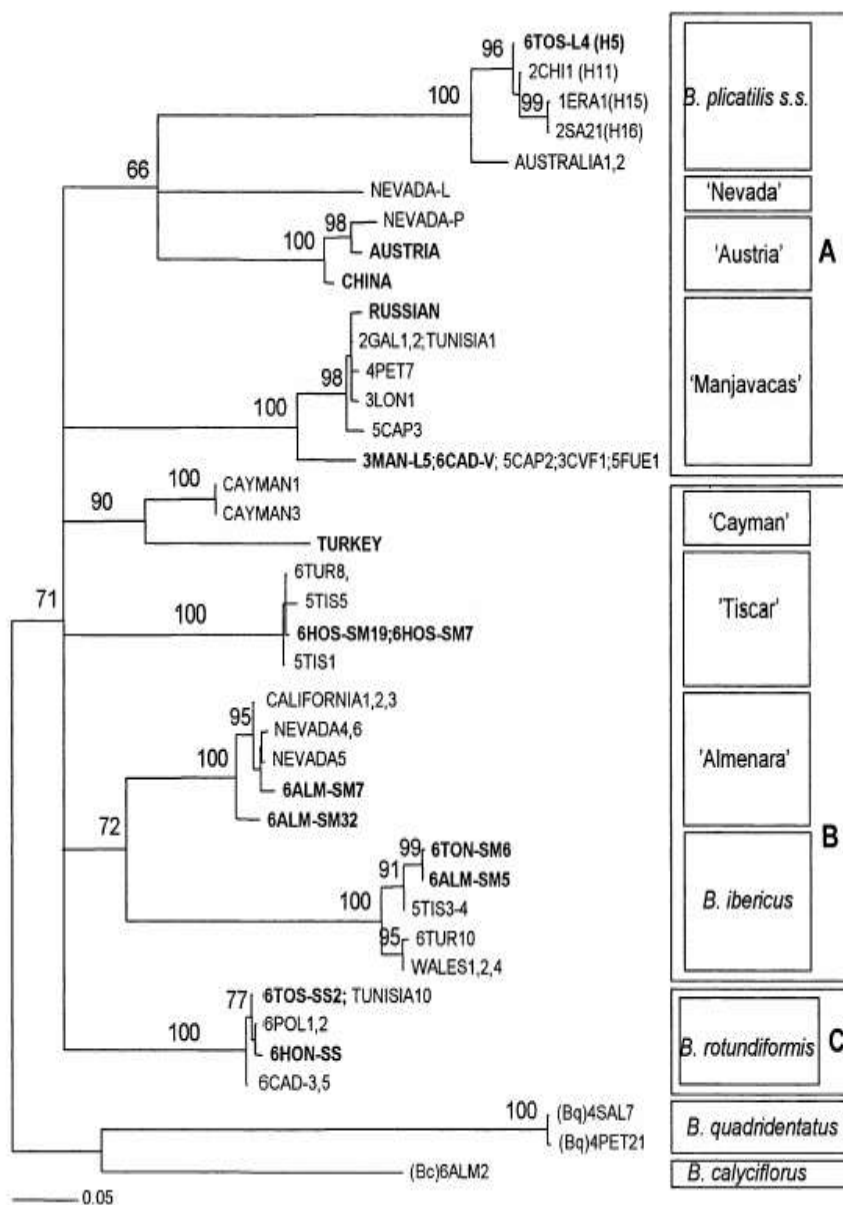 96
6TOS-L4 (H5)
2CHI1 (H11)
100
99
1ERA1(H15)
2SA21(H16)
B. plicatilis s.s.
AUSTRALIA1,2
66
NEVADA-L
'Nevada'
98
NEVADA-P
100
AUSTRIA
'Austria'
A
CHINA
RUSSIAN
2GAL1,2;TUNISIA1
98
4PET7
'Manjavacas'
100
3LON1
5CAP3
3MAN-L5;6CAD-V; 5CAP2;3CVF1;5FUE1
100
CAYMAN1
90
CAYMAN3
'Cayman'
TURKEY
71
6TUR8,
100
5TIS5
'Tiscar'
6HOS-SM19;6HOS-SM7
5TIS1
CALIFORNIA1,2,3
95
NEVADA4,6
100
NEVADA5
'Almenara'
6ALM-SM7
72
6ALM-SM32
B
99
6TON-SM6
91
6ALM-SM5
100
5TIS3-4
B. ibericus
95
6TUR10
WALES1,2,4
77
6TOS-SS2; TUNISIA10
100
6POL1,2
6HON-SS
B. rotundiformis
C
6CAD-3,5
100
(Bq)4SAL7
(Bq)4PET21
B. quadridentatus
(Bc)6ALM2
B. calyciflorus
0.05